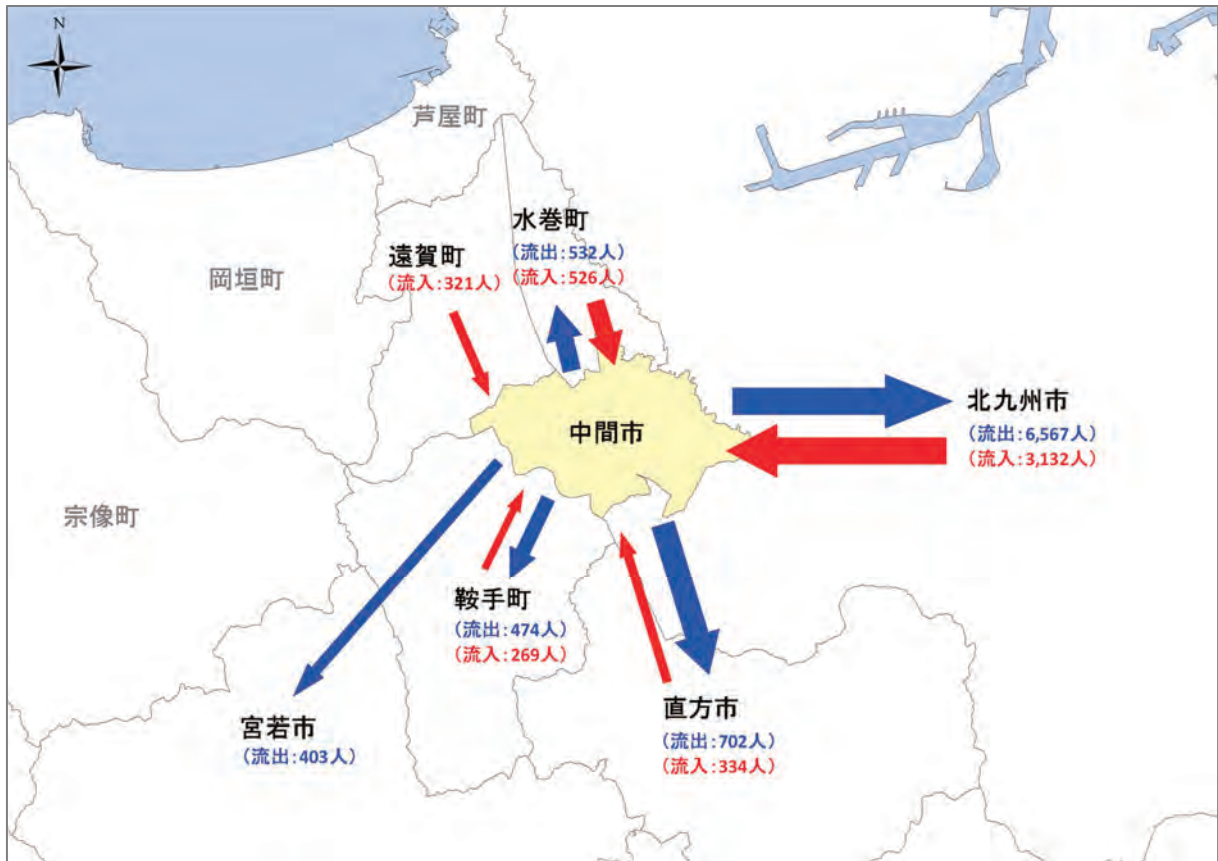 N
芦屋町
水巻町
(流出:532人)
(流入:526人)
遠賀町
(流入:321人)
岡垣町
北九州市
(流出:6,567人)
(流入:3,132人)
中間市
宗像町
鞍手町
(流出:474人)
(流入:269人)
直方市
(流出:702人)
(流入:334人)
宮若市
(流出:403人)